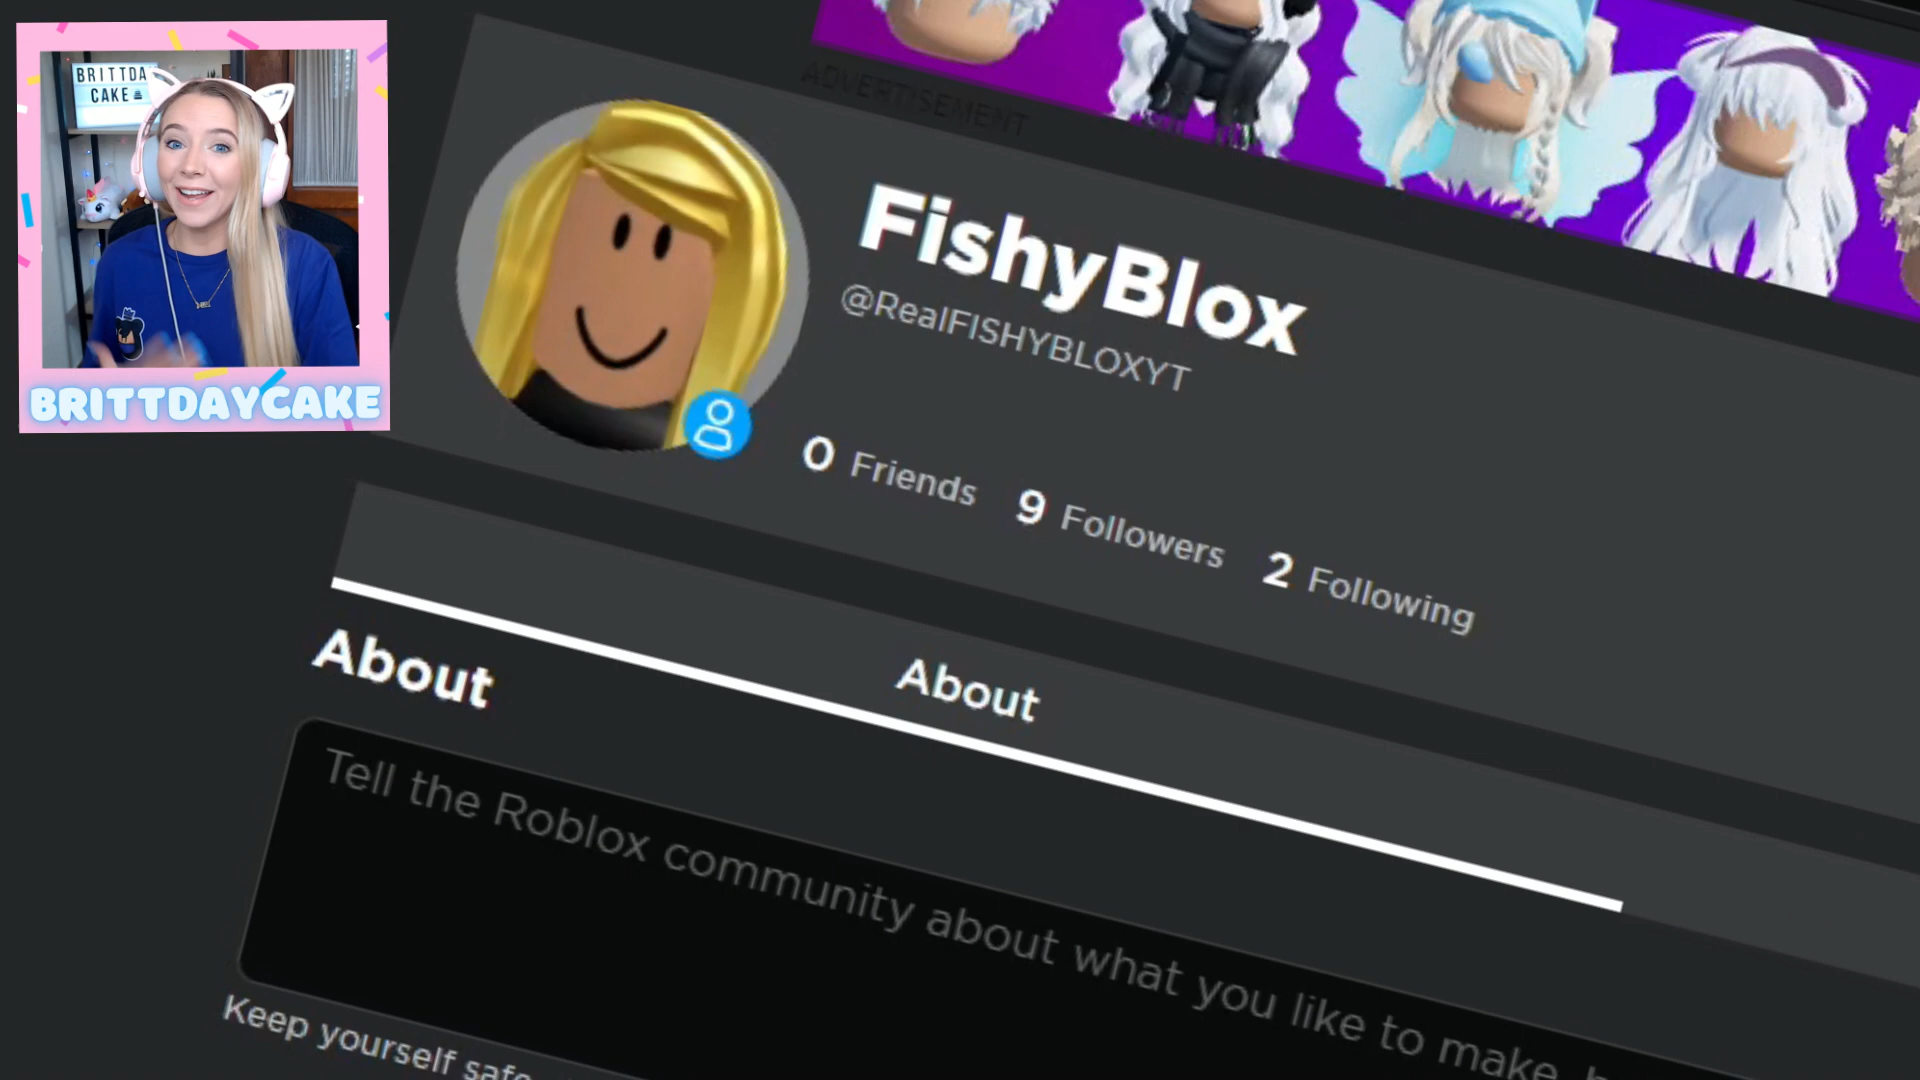 BRITTDA
CAKE
BRITTDAYCAKE
ADVERTISEMENT
FishyBlox
@RealFISHYBLOXYT
0 Friends 9 Followers 2 Following
About
About
Tell the Roblox community about what you like to make, b
Keep yourself safe